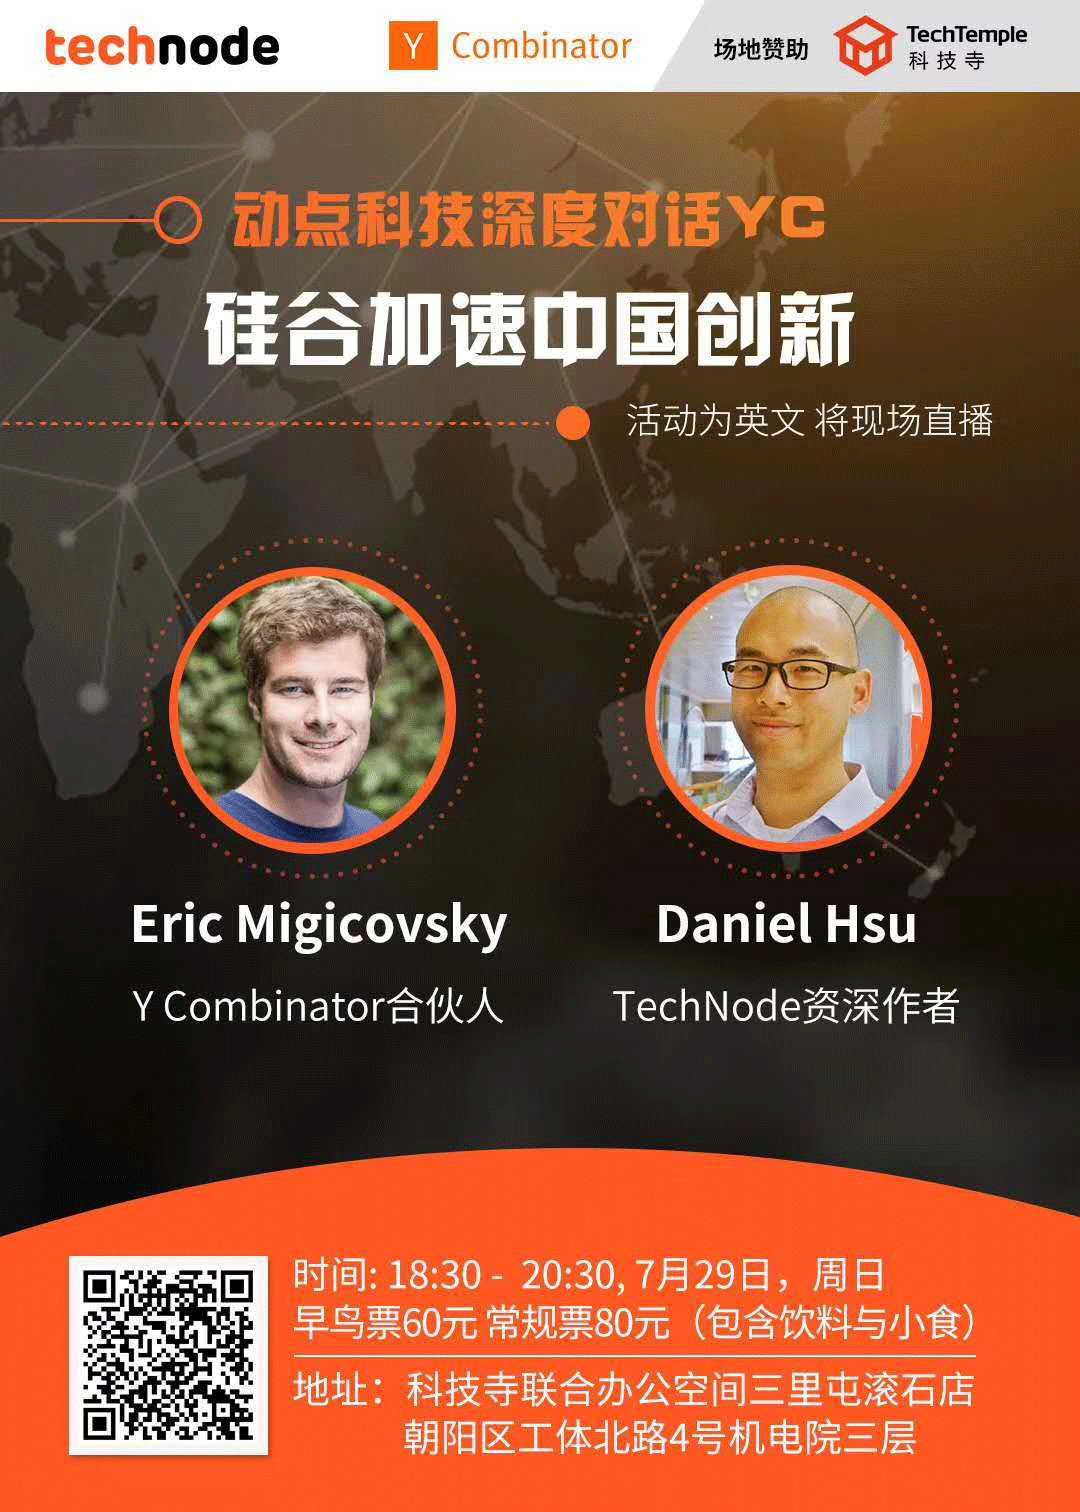 technode
Y Combinator
场地赞助
TechTemple
科技寺
动点科技深度对话YC
硅谷加速中国创新
活动为英文 将现场直播
Eric Migicovsky
Daniel Hsu
Y Combinator合伙人
TechNode资深作者
时间: 18:30 - 20:30, 7月29日，周日
早鸟票60元 常规票80元（包含饮料与小食）
地址：科技寺联合办公空间三里屯滚石店
朝阳区工体北路4号机电院三层